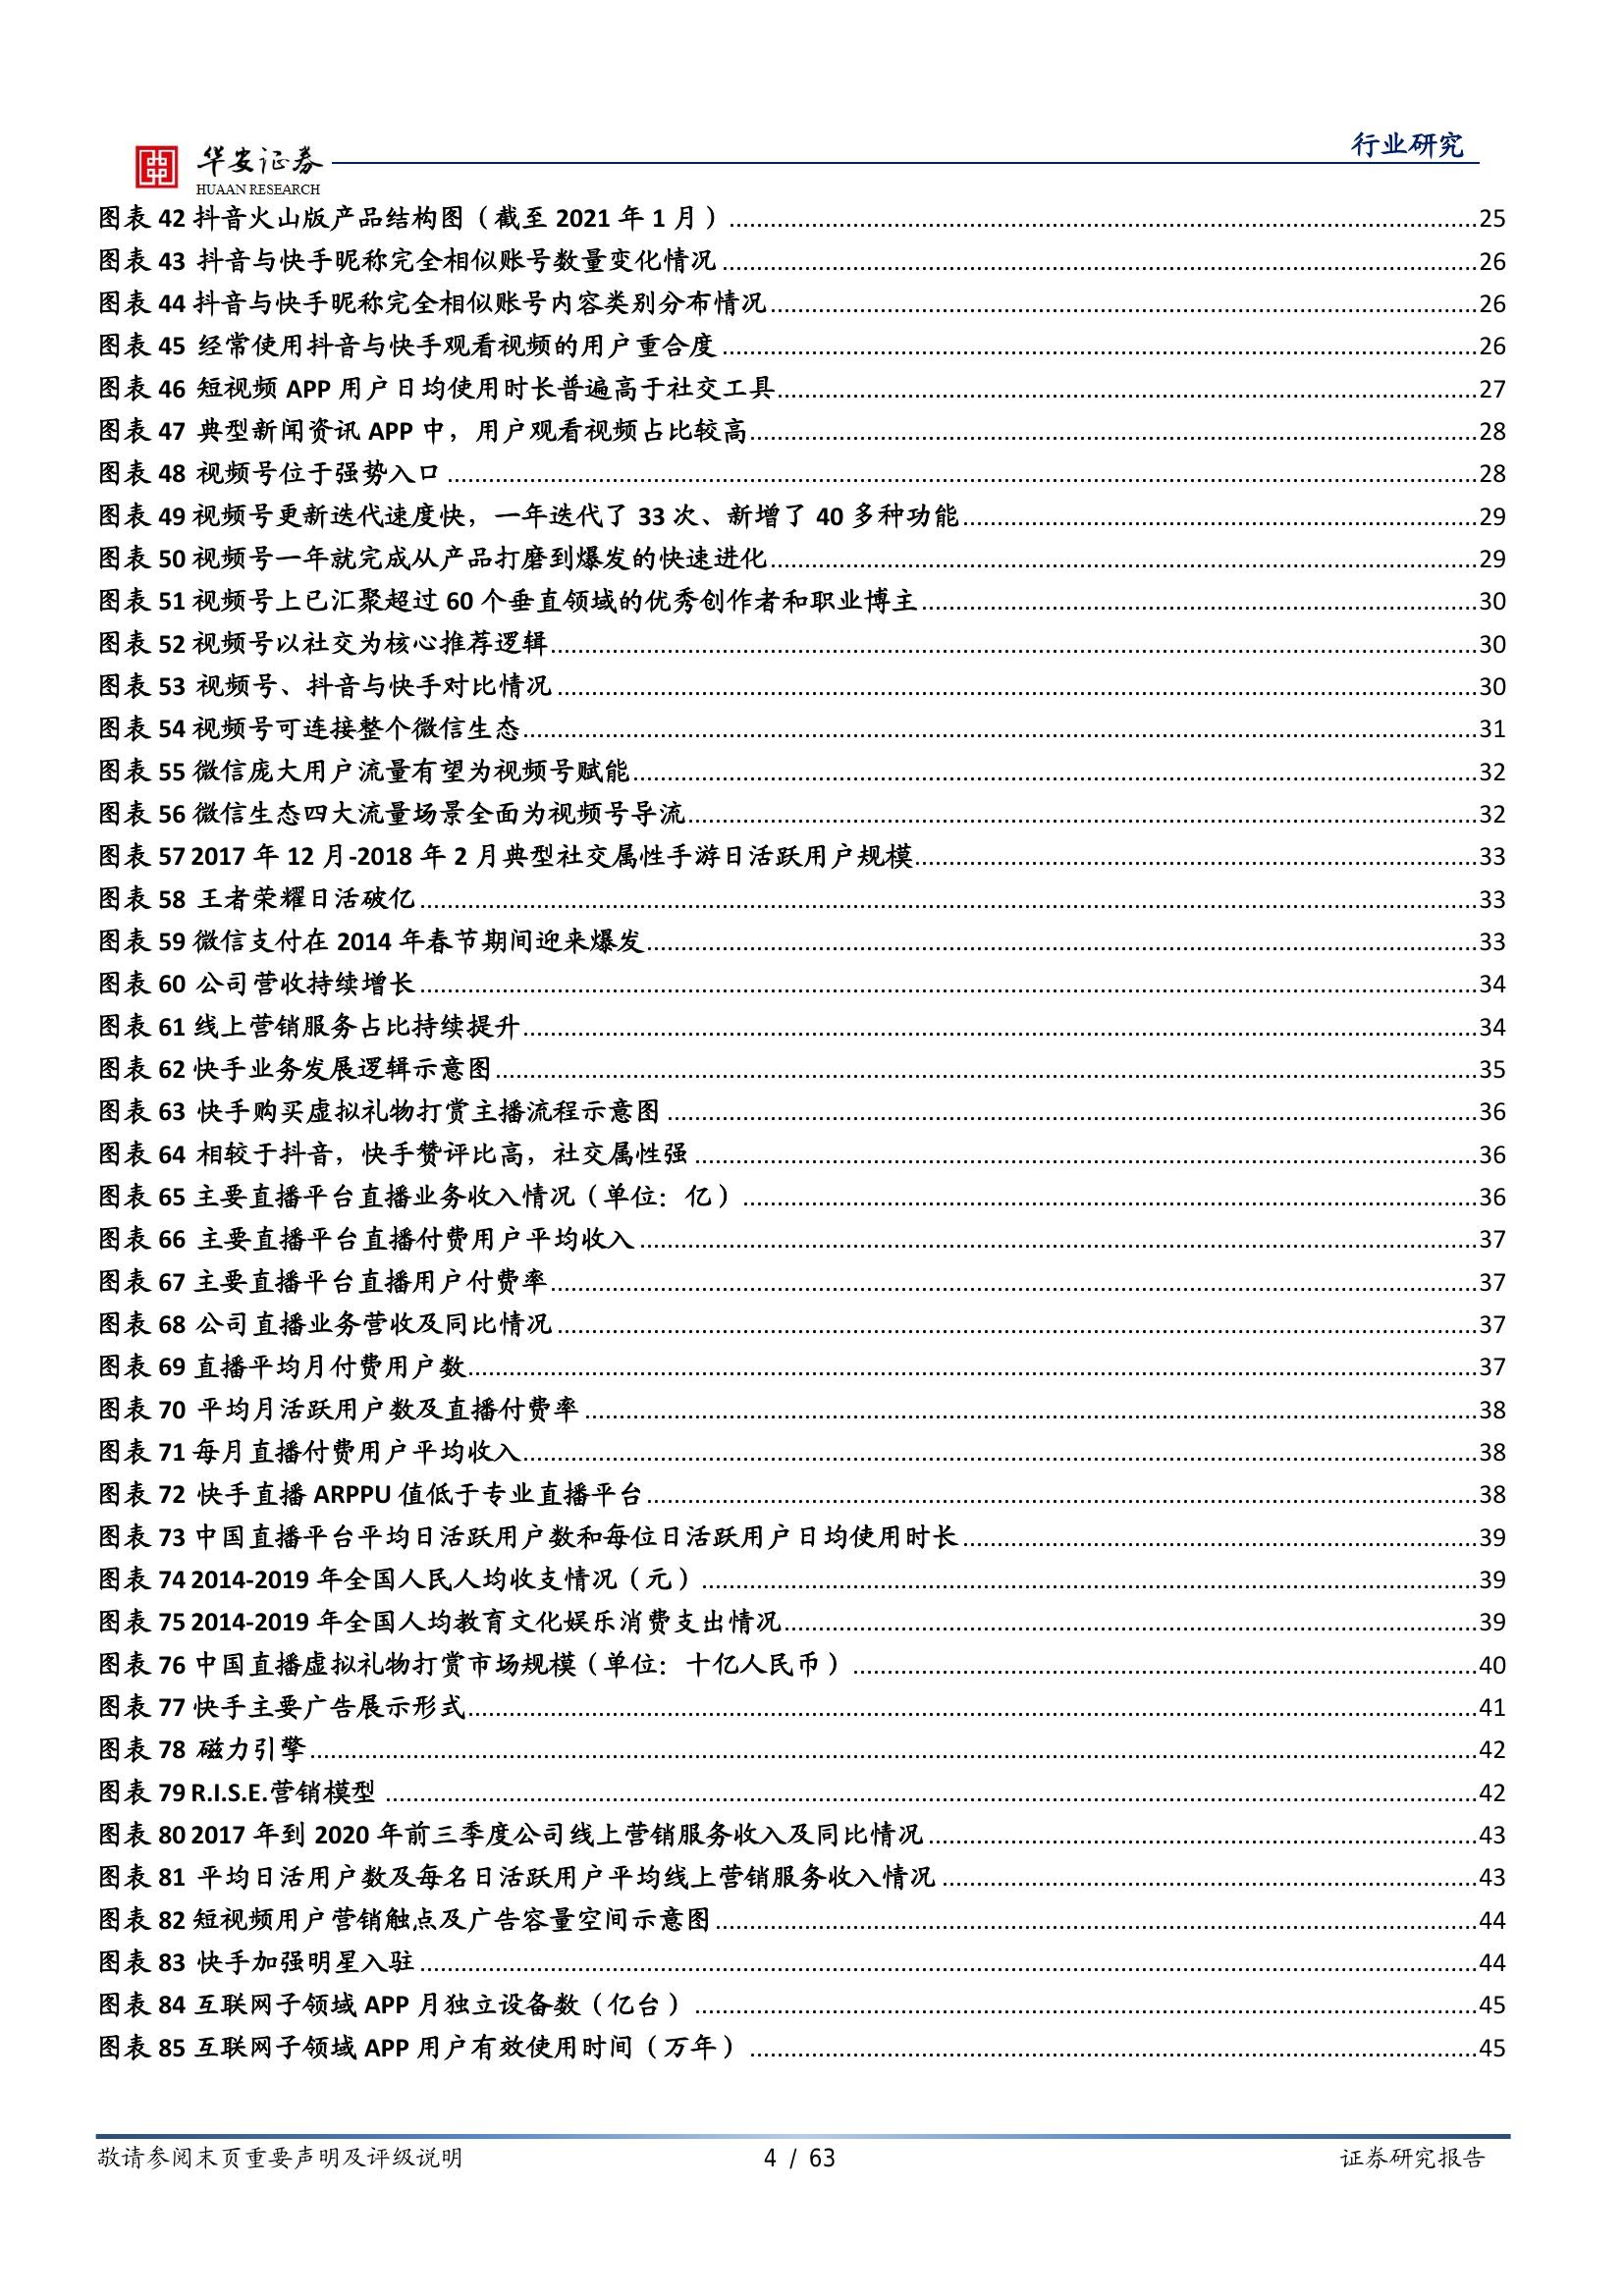 行业研究
华安证券
HUAAN RESEARCH
图表 42 抖音火山版产品结构图（截至 2021 年 1 月）................25
图表 43 抖音与快手昵称完全相似账号数量变化情况................26
图表 44 抖音与快手昵称完全相似账号内容类别分布情况................26
图表 45 经常使用抖音与快手观看视频的用户重合度................26
图表 46 短视频 APP 用户日均使用时长普遍高于社交工具................27
图表 47 典型新闻资讯 APP 中，用户观看视频占比较高................28
图表 48 视频号位于强势入口................28
图表 49 视频号更新迭代速度快，一年迭代了 33 次、新增了 40 多种功能................29
图表 50 视频号一年就完成从产品打磨到爆发的快速进化................29
图表 51 视频号上已汇聚超过 60 个垂直领域的优秀创作者和职业博主................30
图表 52 视频号以社交为核心推荐逻辑................30
图表 53 视频号、抖音与快手对比情况................30
图表 54 视频号可连接整个微信生态................31
图表 55 微信庞大用户流量有望为视频号赋能................32
图表 56 微信生态四大流量场景全面为视频号导流................32
图表 57 2017 年 12 月-2018 年 2 月典型社交属性手游日活跃用户规模................33
图表 58 王者荣耀日活破亿................33
图表 59 微信支付在 2014 年春节期间迎来爆发................33
图表 60 公司营收持续增长................34
图表 61 线上营销服务占比持续提升................34
图表 62 快手业务发展逻辑示意图................35
图表 63 快手购买虚拟礼物打赏主播流程示意图................36
图表 64 相较于抖音，快手赞评比高，社交属性强................36
图表 65 主要直播平台直播业务收入情况（单位：亿）................36
图表 66 主要直播平台直播付费用户平均收入................37
图表 67 主要直播平台直播用户付费率................37
图表 68 公司直播业务营收及同比情况................37
图表 69 直播平均月付费用户数................37
图表 70 平均月活跃用户数及直播付费率................38
图表 71 每月直播付费用户平均收入................38
图表 72 快手直播 ARPPU 值低于专业直播平台................38
图表 73 中国直播平台平均日活跃用户数和每位日活跃用户日均使用时长................39
图表 74 2014-2019 年全国人民人均收支情况（元）................39
图表 75 2014-2019 年全国人均教育文化娱乐消费支出情况................39
图表 76 中国直播虚拟礼物打赏市场规模（单位：十亿人民币）................40
图表 77 快手主要广告展示形式................41
图表 78 磁力引擎................42
图表 79 R.I.S.E.营销模型................42
图表 80 2017 年到 2020 年前三季度公司线上营销服务收入及同比情况................43
图表 81 平均日活用户数及每名日活跃用户平均线上营销服务收入情况................43
图表 82 短视频用户营销触点及广告容量空间示意图................44
图表 83 快手加强明星入驻................44
图表 84 互联网子领域 APP 月独立设备数（亿台）................45
图表 85 互联网子领域 APP 用户有效使用时间（万年）................45
敬请参阅末页重要声明及评级说明 4 / 63 证券研究报告